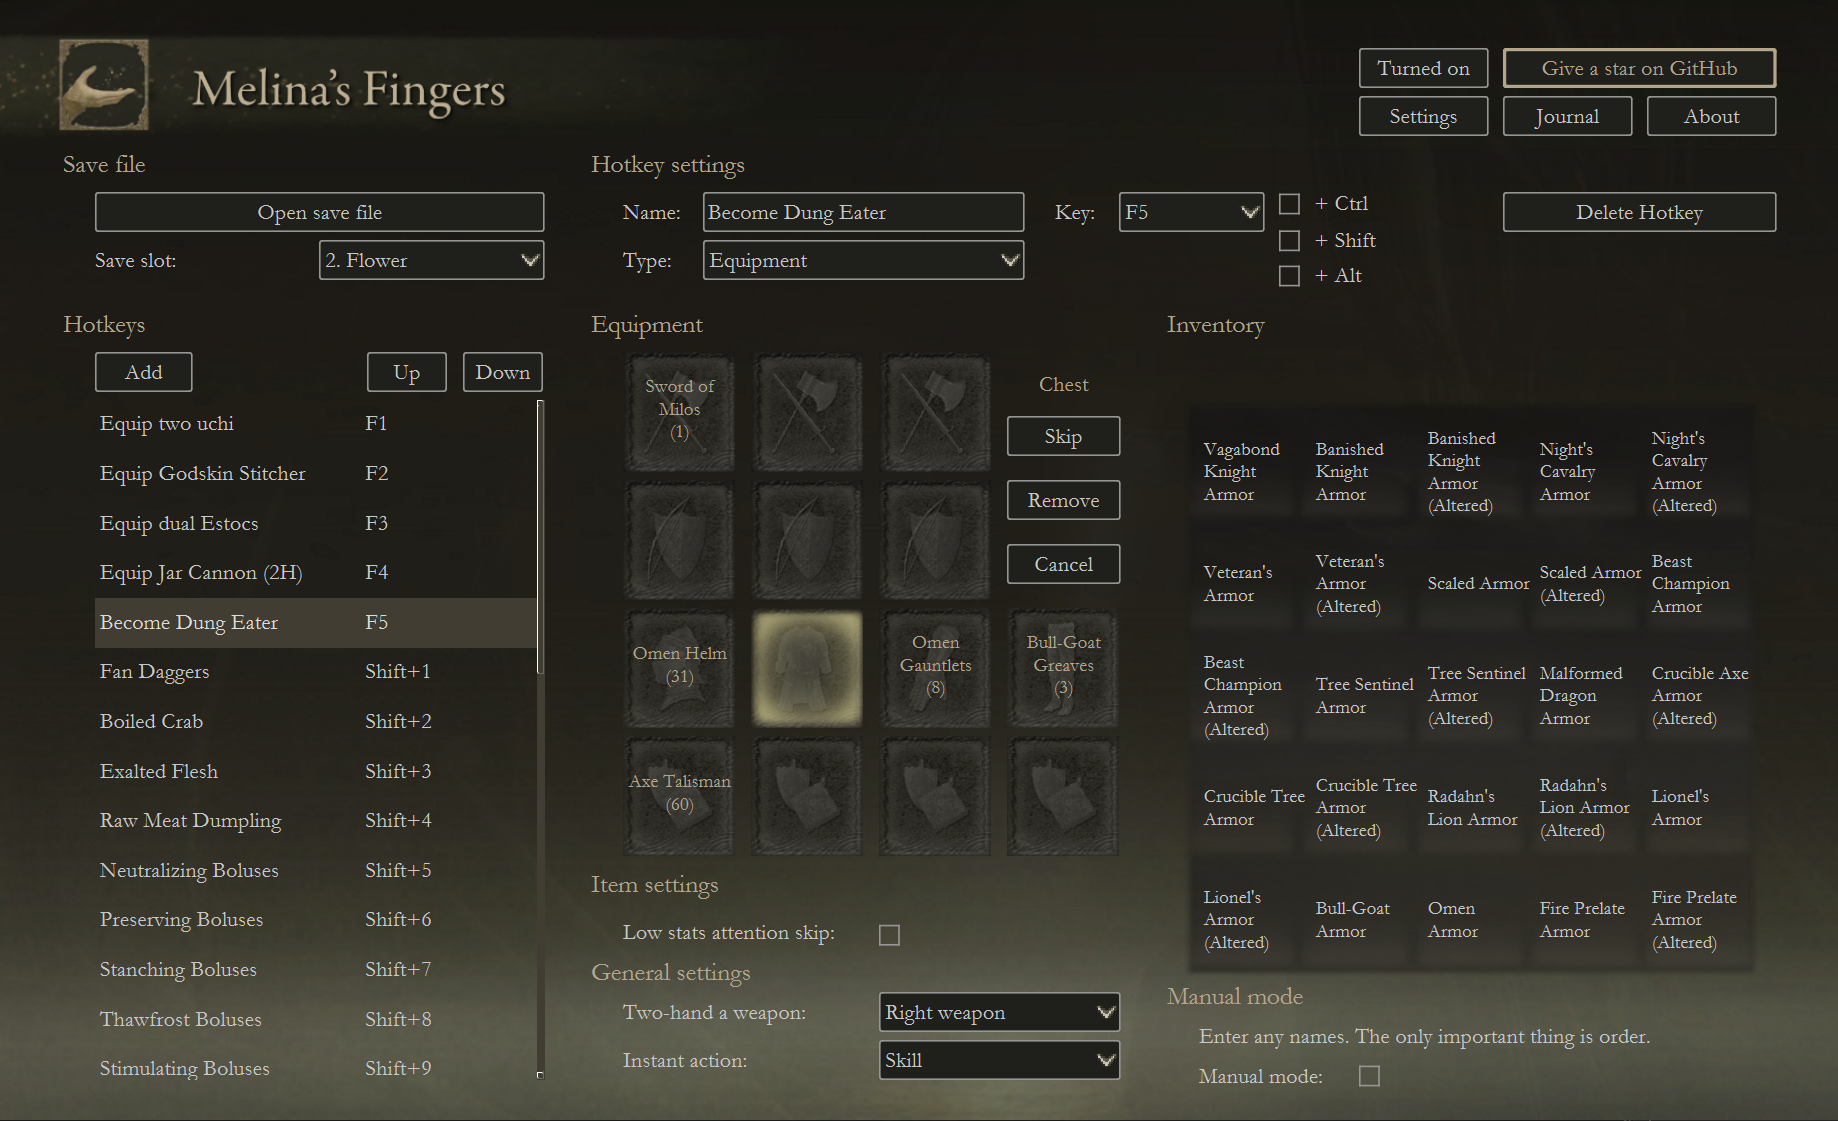 Melina's Fingers
Turned on
Give a star on GitHub
Settings
Journal
About
Save file
Open save file
Save slot:
2. Flower
Hotkey settings
Name:
Become Dung Eater
Key:
F5
+ Ctrl
+ Shift
+ Alt
Type:
Equipment
Delete Hotkey
Hotkeys
Add
Up
Down
Equip two uchi F1
Equip Godskin Stitcher F2
Equip dual Estocs F3
Equip Jar Cannon (2H) F4
Become Dung Eater F5
Fan Daggers Shift+1
Boiled Crab Shift+2
Exalted Flesh Shift+3
Raw Meat Dumpling Shift+4
Neutralizing Boluses Shift+5
Preserving Boluses Shift+6
Stanching Boluses Shift+7
Thawfrost Boluses Shift+8
Stimulating Boluses Shift+9
Equipment
Sword of
Milos
(1)
Chest
Skip
Remove
Cancel
Omen Helm
(31)
Omen
Gauntlets
(8)
Bull-Goat
Greaves
(3)
Axe Talisman
(60)
Item settings
Low stats attention skip:
General settings
Two-hand a weapon:
Right weapon
Instant action:
Skill
Inventory
Vagabond
Knight
Armor
Banished
Knight
Armor
Banished
Knight
Armor
(Altered)
Night's
Cavalry
Armor
Night's
Cavalry
Armor
(Altered)
Veteran's
Armor
Veteran's
Armor
(Altered)
Scaled Armor
Scaled Armor
(Altered)
Beast
Champion
Armor
Beast
Champion
Armor
(Altered)
Tree Sentinel
Armor
Tree Sentinel
Armor
(Altered)
Malformed
Dragon
Armor
Crucible Axe
Armor
(Altered)
Crucible Tree
Armor
Crucible Tree
Armor
(Altered)
Radahn's
Lion Armor
Radahn's
Lion Armor
(Altered)
Lionel's
Armor
Lionel's
Armor
(Altered)
Bull-Goat
Armor
Omen
Armor
Fire Prelate
Armor
Fire Prelate
Armor
(Altered)
Manual mode
Enter any names. The only important thing is order.
Manual mode: